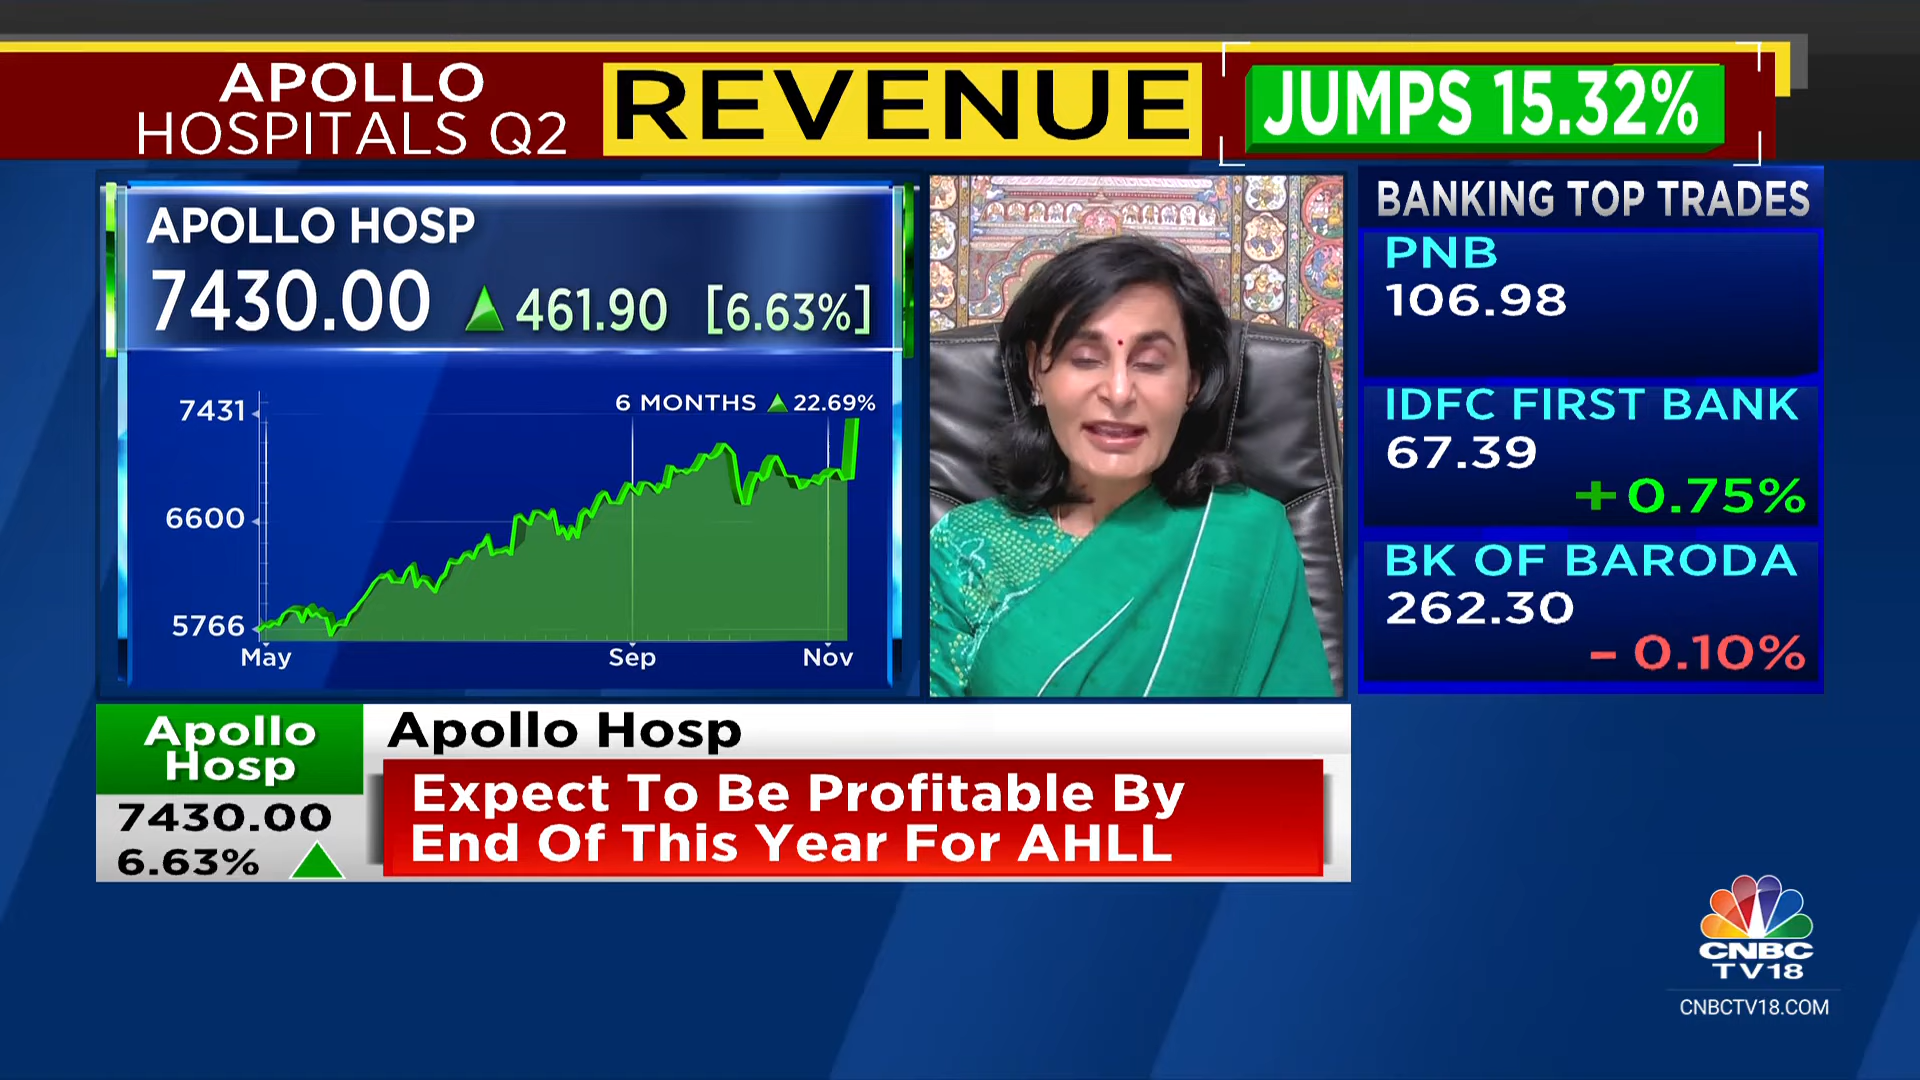 APOLLO
HOSPITALS Q2
REVENUE
JUMPS 15.32%
APOLLO HOSP
7430.00 ▲ 461.90 [6.63%]
6 MONTHS ▲ 22.69%
7431
6600
5766
May Sep Nov
BANKING TOP TRADES
PNB
106.98
IDFC FIRST BANK
67.39
+0.75%
BK OF BARODA
262.30
- 0.10%
Apollo
Hosp
7430.00
6.63% ▲
Apollo Hosp
Expect To Be Profitable By
End Of This Year For AHLL
CNBC
TV18
CNBCTV18.COM